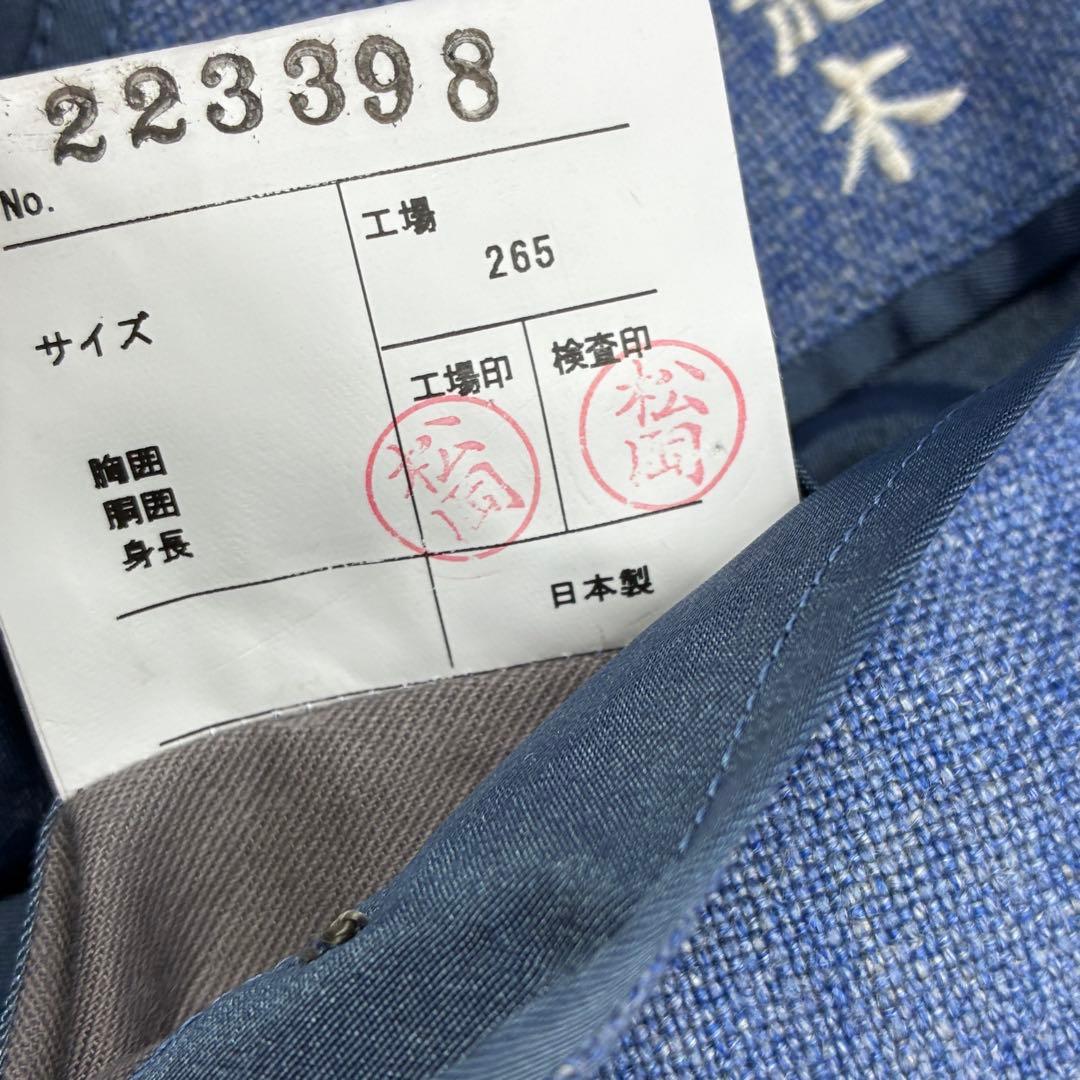 223398
No.
工場
265
サイズ
工場印
検査印
松岡
松岡
胸囲
胴囲
身長
日本製
木